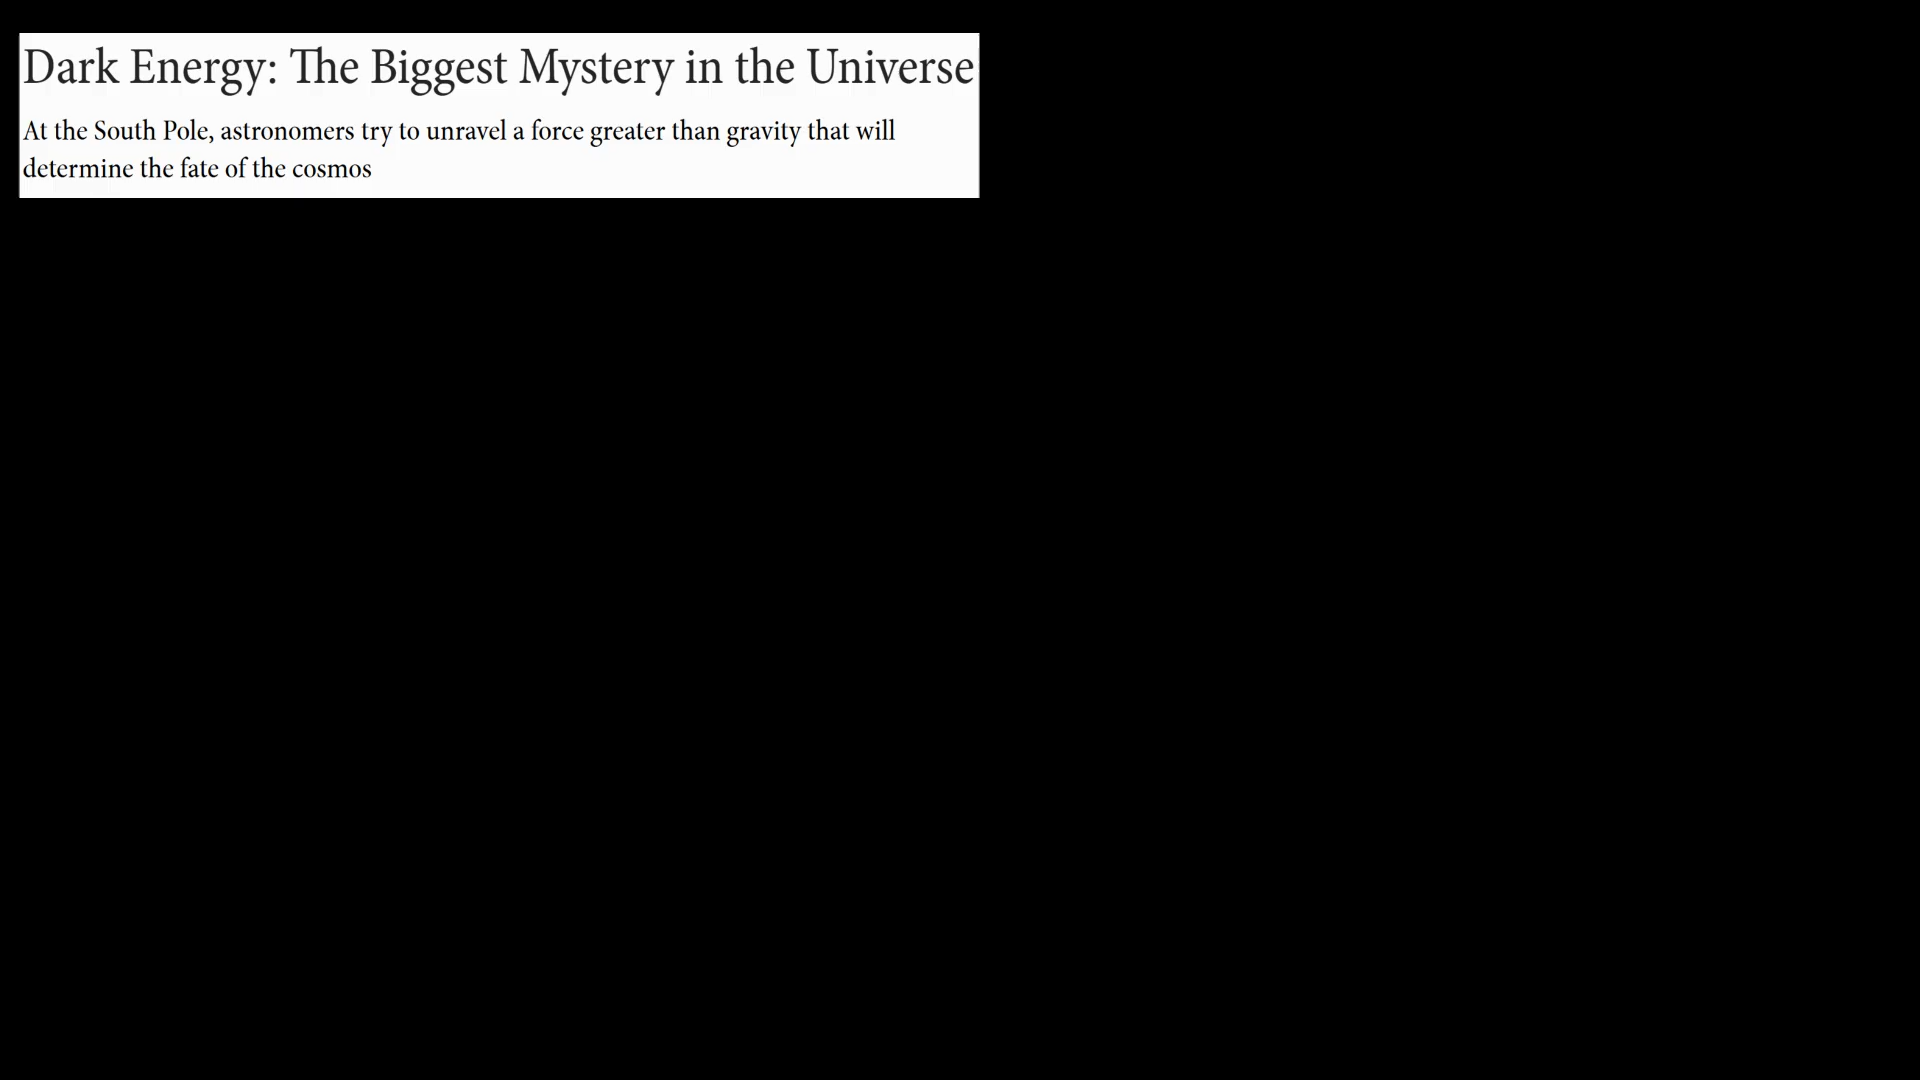 Dark Energy: The Biggest Mystery in the Universe
At the South Pole, astronomers try to unravel a force greater than gravity that will
determine the fate of the cosmos